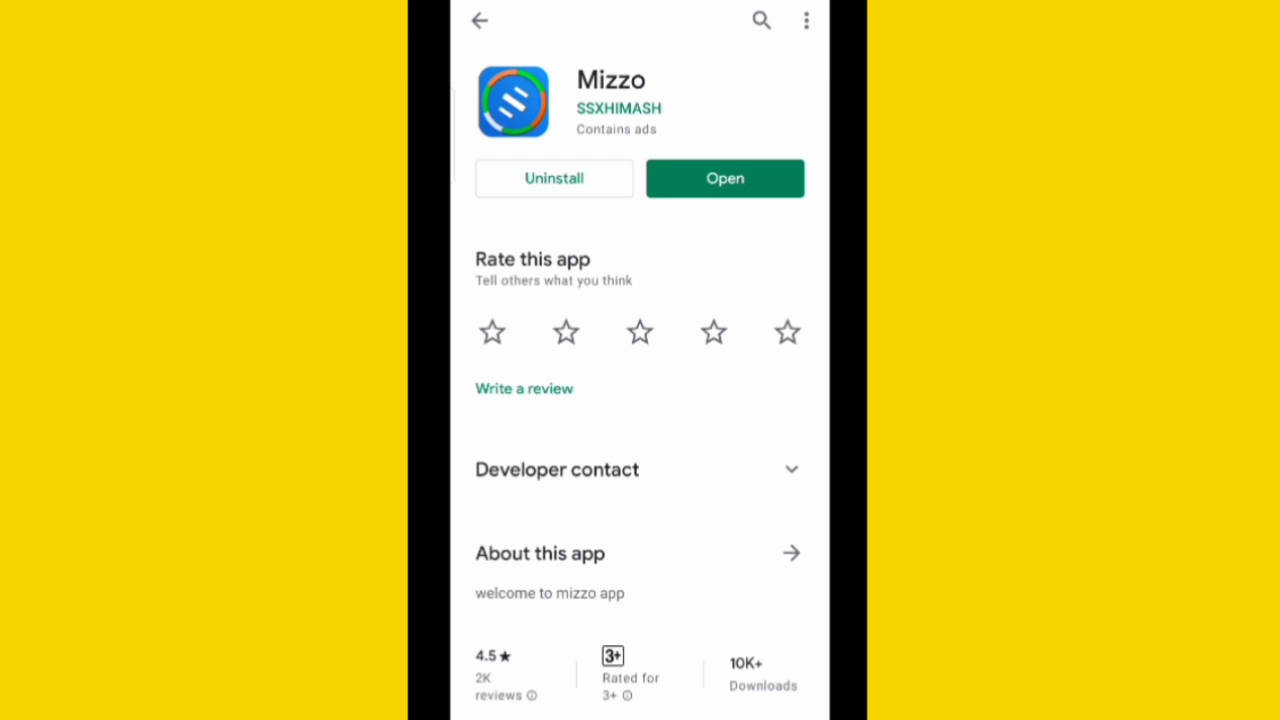 Mizzo
SSXHIMASH
Contains ads
Uninstall
Open
Rate this app
Tell others what you think
Write a review
Developer contact
About this app
welcome to mizzo app
4.5★
2K
reviews
3+
Rated for
3+
10K+
Downloads